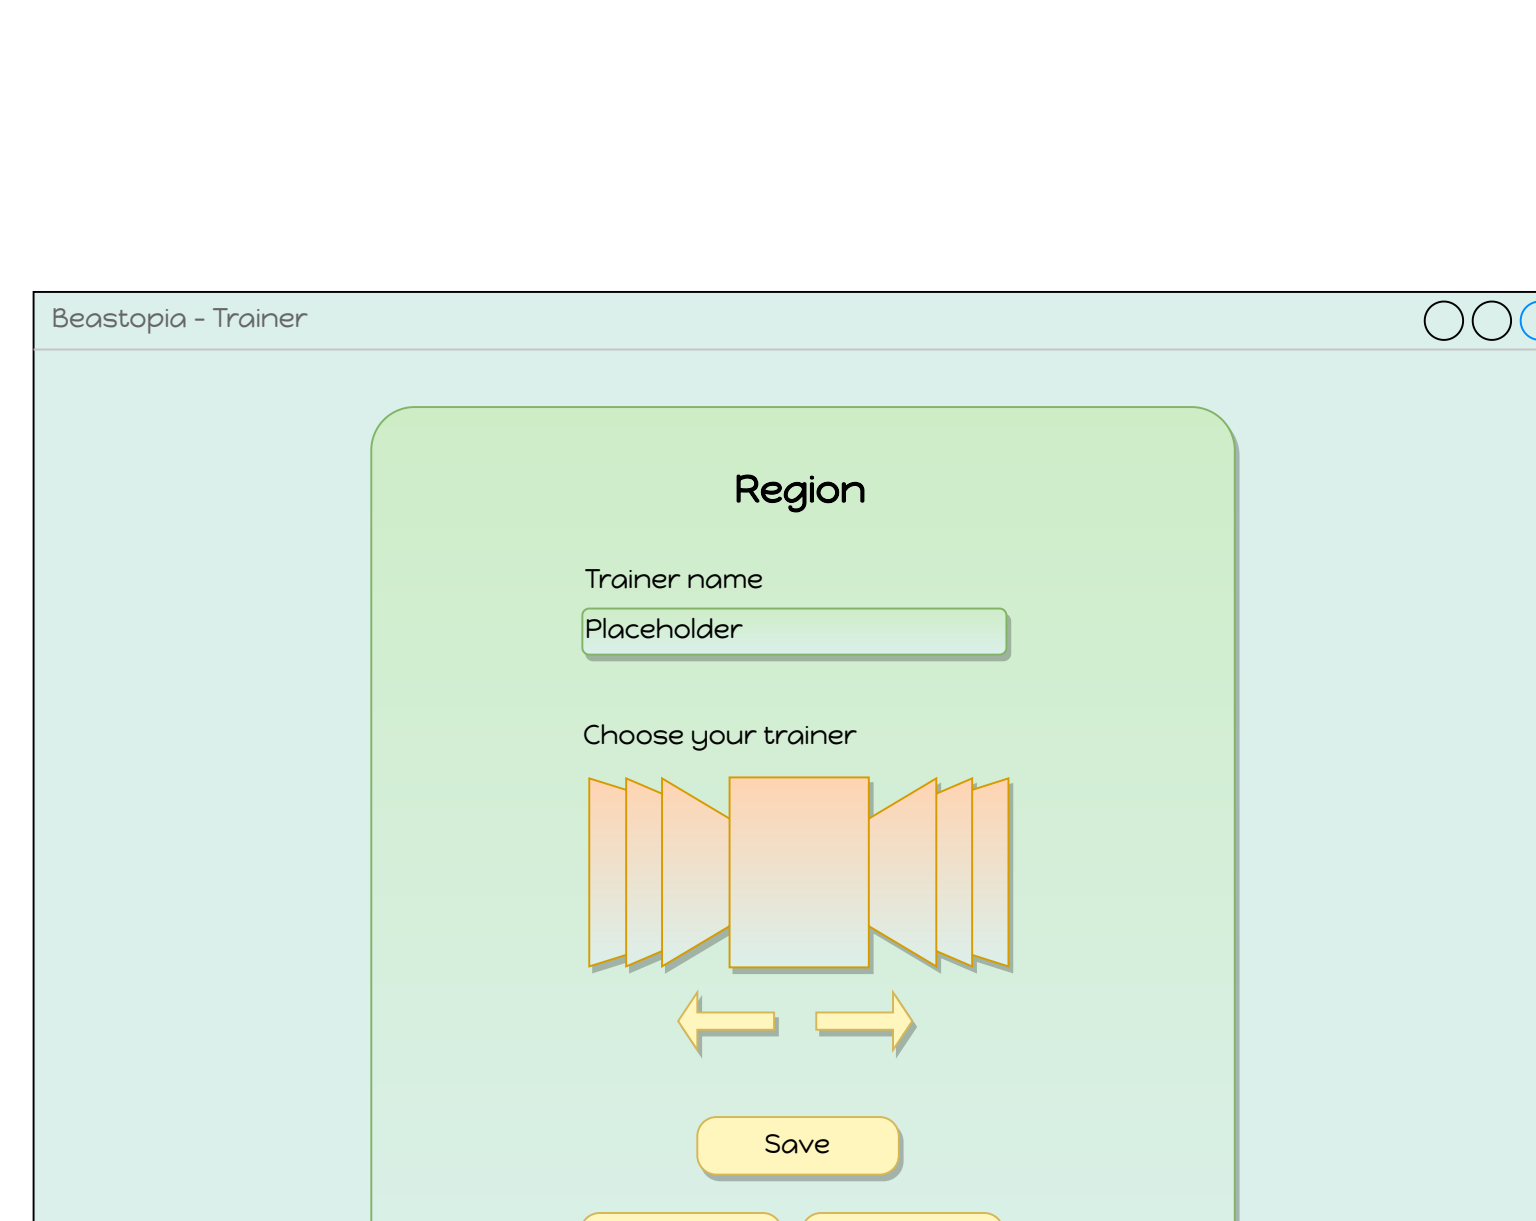 Beastopia - Trainer
Region
Trainer name
Placeholder
Choose your trainer
Save